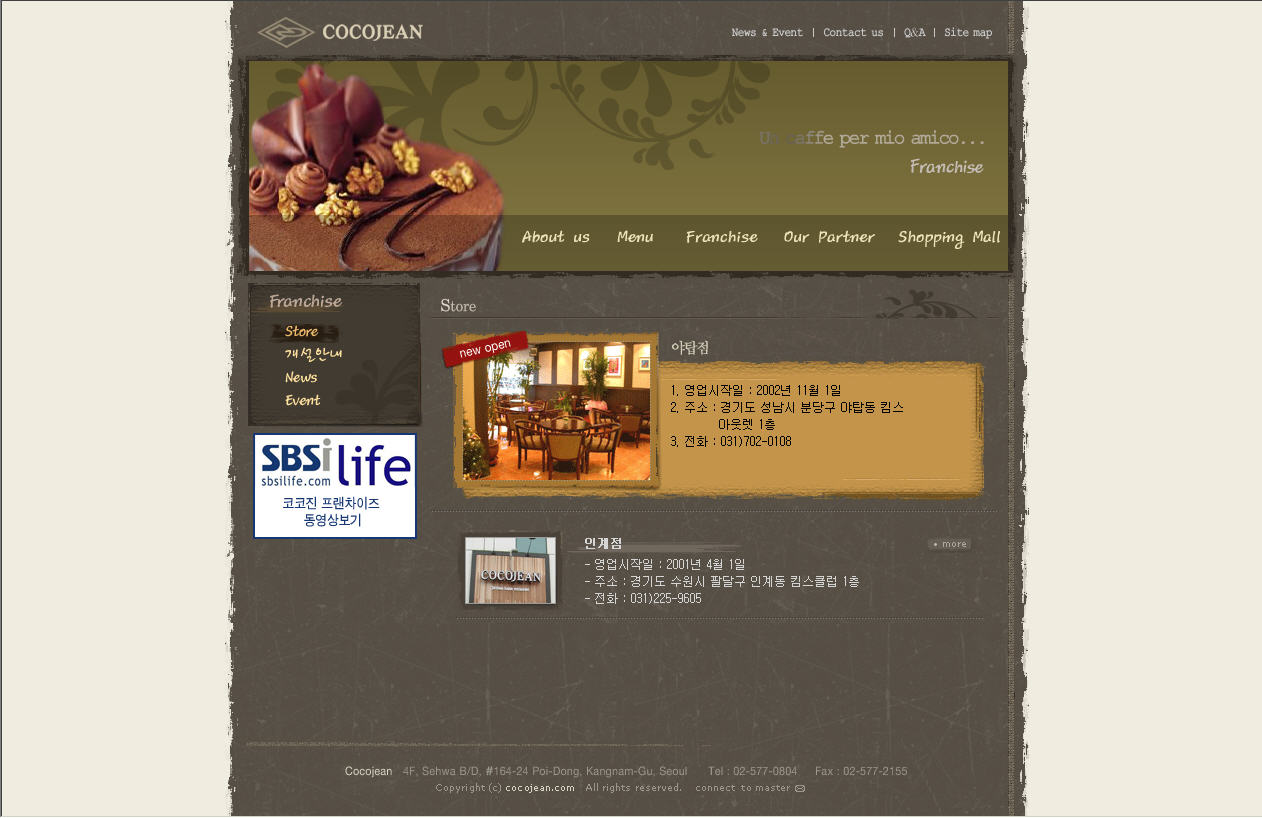 COCOJEAN
News & Event | Contact us | Q&A | Site map
affe per mio amico...
Franchise
About us Menu Franchise Our Partner Shopping Mall
Franchise
Store
개설안내
News
Event
SBSi life
sbsilife.com
코코진 프랜차이즈
동영상보기
Store
new open
야탑점
1. 영업시작일 : 2002년 11월 1일
2. 주소 : 경기도 성남시 분당구 야탑동 킴스
아웃렛 1층
3. 전화 : 031)702-0108
COCOJEAN
인계점
more
- 영업시작일 : 2001년 4월 1일
- 주소 : 경기도 수원시 팔달구 인계동 킴스클럽 1층
- 전화 : 031)225-9605
Cocojean 4F, Sehwa B/D, #164-24 Poi-Dong, Kangnam-Gu, Seoul Tel : 02-577-0804 Fax : 02-577-2155
Copyright (c) cocojean.com All rights reserved. connect to master